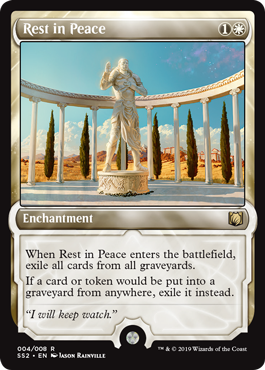 Rest in Peace 1
Enchantment
When Rest in Peace enters the battlefield,
exile all cards from all graveyards.
If a card or token would be put into a
graveyard from anywhere, exile it instead.
“I will keep watch.”
004/008 R
SS2 • EN Jason Rainville
™ & © 2019 Wizards of the Coast